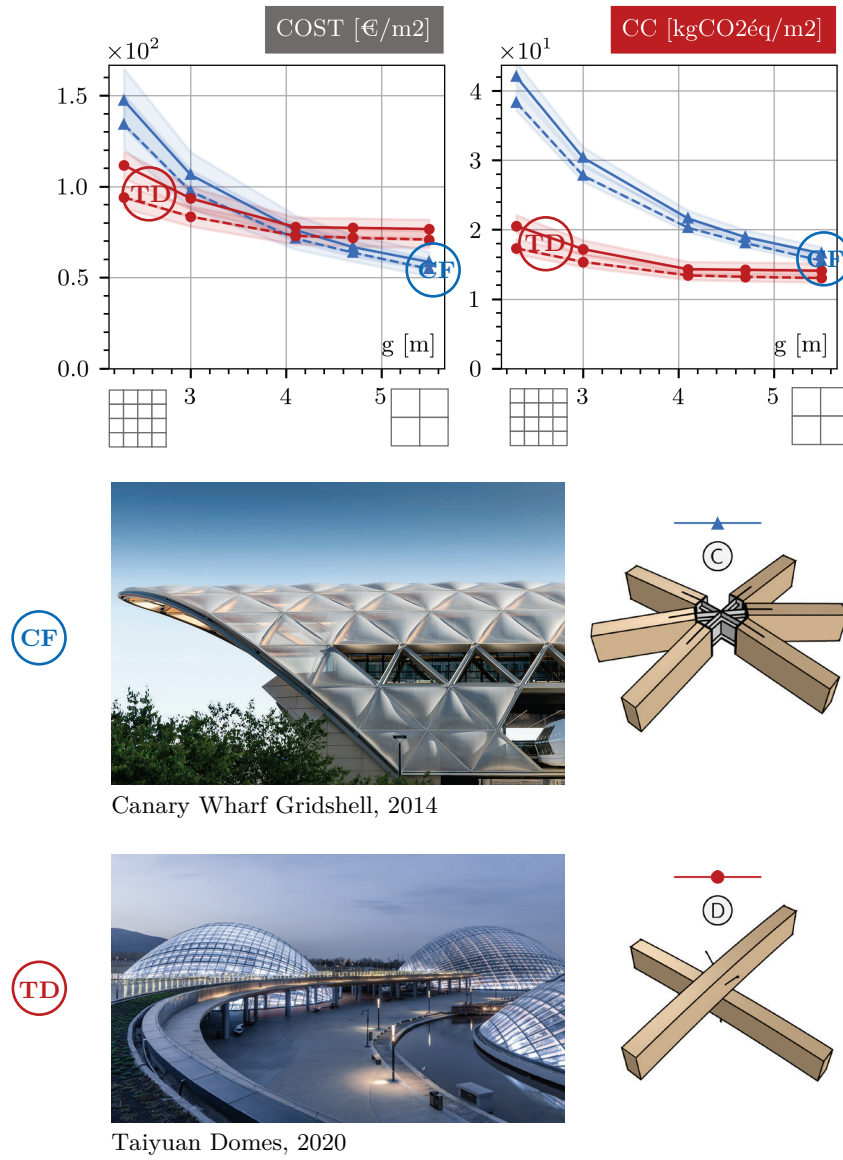 COST [€/m2]
CC [kgCO2éq/m2]
×10²
×10¹
1.5
1.0
0.5
0.0
TD
CF
g [m]
3
4
5
4
3
2
1
0
TD
CF
g [m]
3
4
5
C
CF
Canary Wharf Gridshell, 2014
D
TD
Taiyuan Domes, 2020